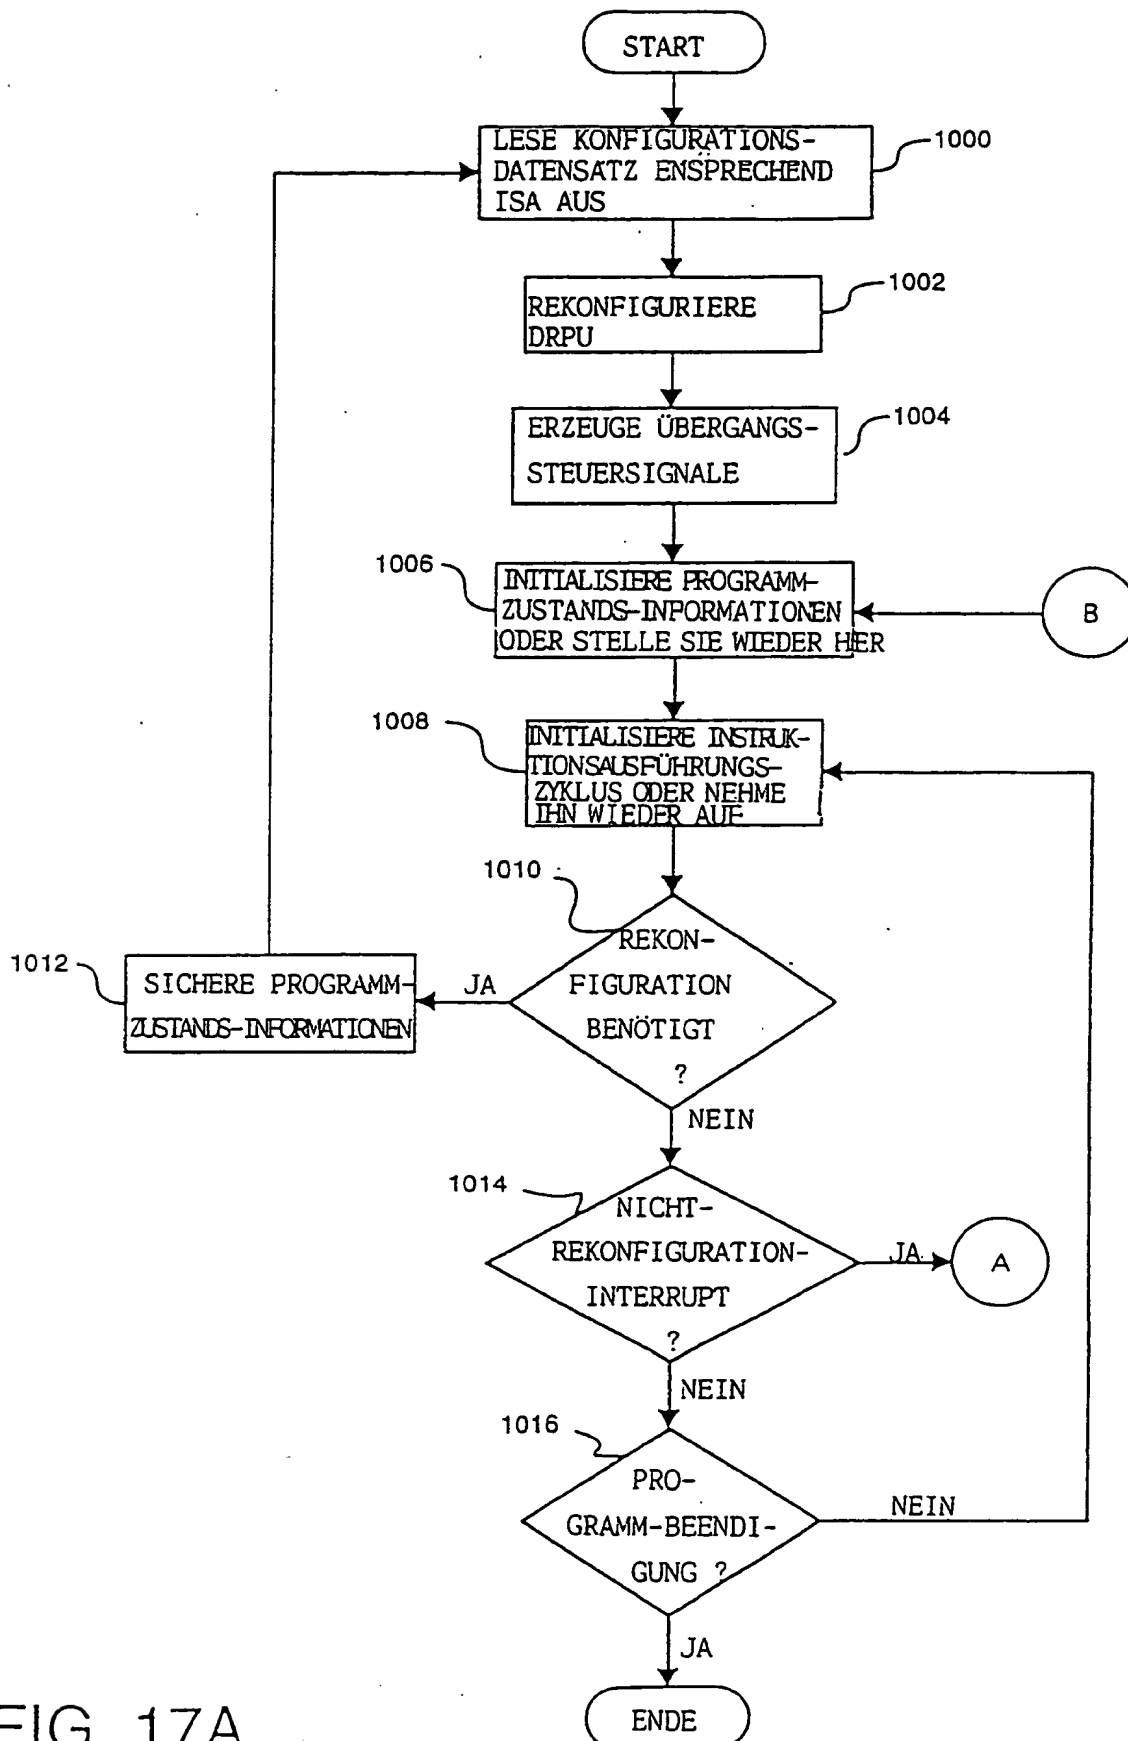 START
LESE KONFIGURATIONS-
DATENSATZ ENSPRECHEND
ISA AUS
1000
REKONFIGURIERE
DRPU
1002
ERZEUGE ÜBERGANGS-
STEUERSIGNALE
1004
1006
INITIALISIERE PROGRAMM-
ZUSTANDS-INFORMATIONEN
ODER STELLE SIE WIEDER HER
B
1008
INITIALISIERE INSTRUK-
TIONSAUSFÜHRUNGS-
ZYKLUS ODER NEHME
IHN WIEDER AUF
1010
REKON-
FIGURATION
BENÖTIGT
?
JA
1012
SICHERE PROGRAMM-
ZUSTANDS-INFORMATIONEN
NEIN
1014
NICHT-
REKONFIGURATION-
INTERRUPT
?
JA
A
NEIN
1016
PRO-
GRAMM-BEENDI-
GUNG ?
NEIN
JA
ENDE
FIG. 17A